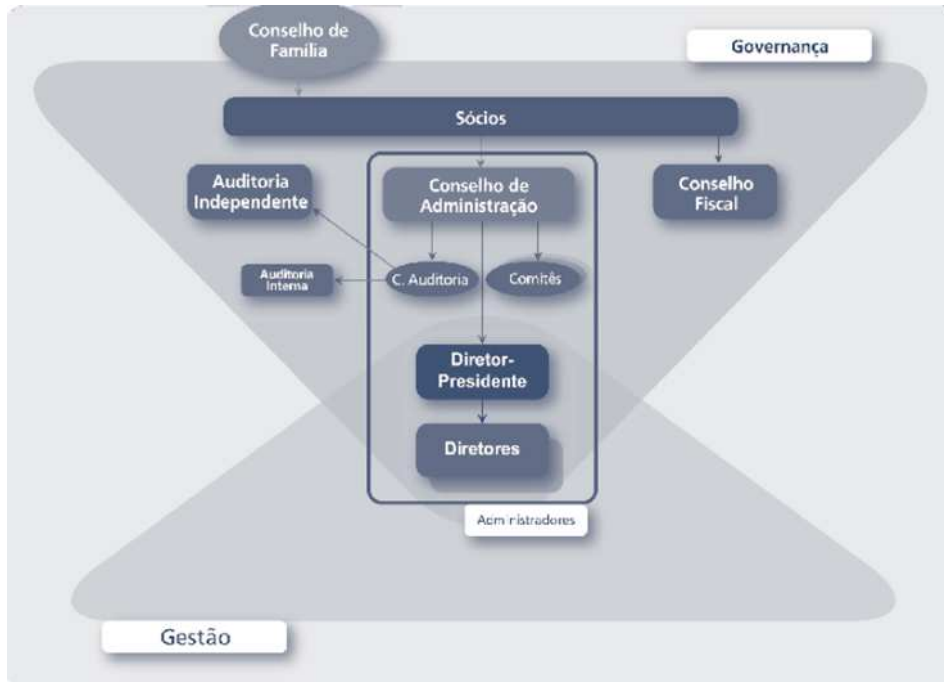 Conselho de
Família
Governança
Sócios
Auditoria
Independente
Conselho de
Administração
Conselho
Fiscal
Auditoria
Interna
C. Auditoria
Comitês
Diretor-
Presidente
Diretores
Administradores
Gestão